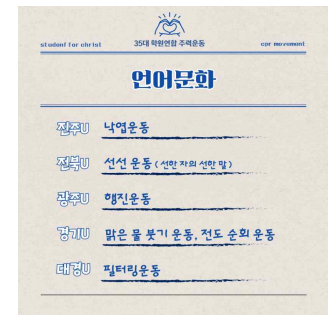 student for christ
35대 학원연합 주력운동
cpr movement
언어문화
진주U 낙엽운동
전북U 선선 운동 (선한 자의 선한 말)
광주U 행진운동
경기U 맑은 물 붓기 운동, 전도 순회 운동
대경U 필터링운동